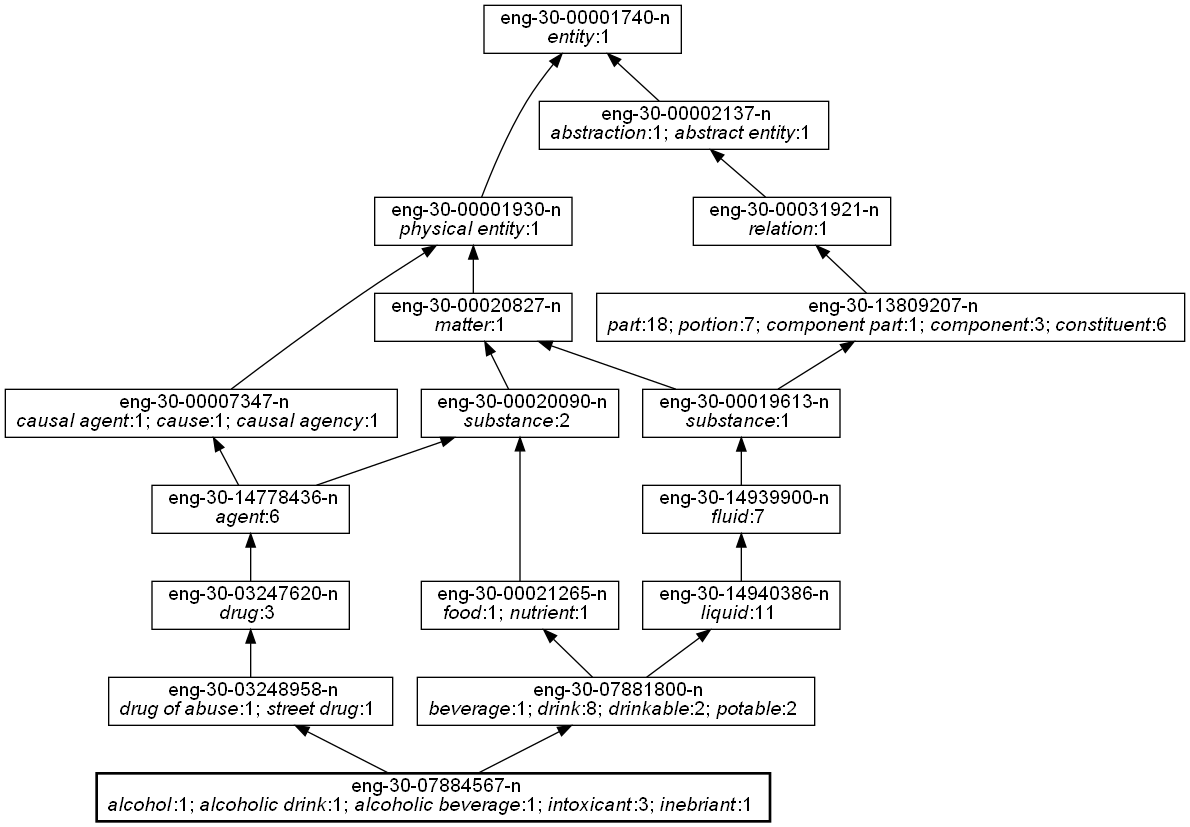 eng-30-00001740-n
entity:1
eng-30-00002137-n
abstraction:1; abstract entity:1
eng-30-00001930-n
physical entity:1
eng-30-00031921-n
relation:1
eng-30-00020827-n
matter:1
eng-30-13809207-n
part:18; portion:7; component part:1; component:3; constituent:6
eng-30-00007347-n
causal agent:1; cause:1; causal agency:1
eng-30-00020090-n
substance:2
eng-30-00019613-n
substance:1
eng-30-14778436-n
agent:6
eng-30-14939900-n
fluid:7
eng-30-03247620-n
drug:3
eng-30-00021265-n
food:1; nutrient:1
eng-30-14940386-n
liquid:11
eng-30-03248958-n
drug of abuse:1; street drug:1
eng-30-07881800-n
beverage:1; drink:8; drinkable:2; potable:2
eng-30-07884567-n
alcohol:1; alcoholic drink:1; alcoholic beverage:1; intoxicant:3; inebriant:1